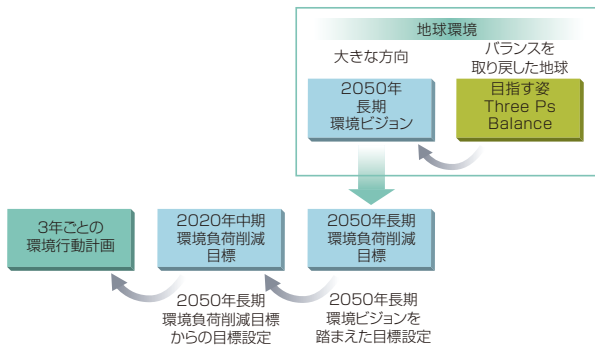 地球環境
大きな方向
バランスを
取り戻した地球
2050年
長期
環境ビジョン
目指す姿
Three Ps
Balance
3年ごとの
環境行動計画
2020年中期
環境負荷削減
目標
2050年長期
環境負荷削減
目標
2050年長期
環境負荷削減目標
からの目標設定
2050年長期
環境ビジョンを
踏まえた目標設定